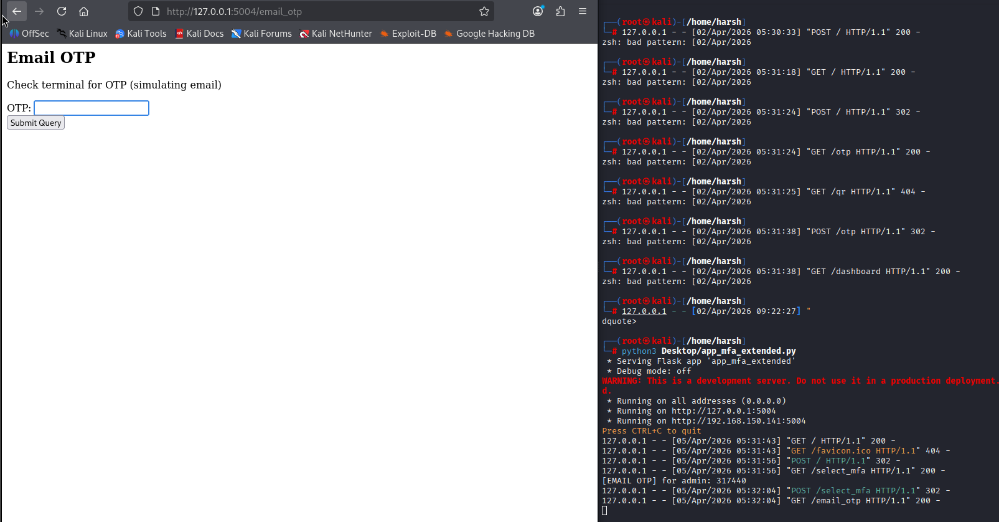 http://127.0.0.1:5004/email_otp
OffSec Kali Linux Kali Tools Kali Docs Kali Forums Kali NetHunter Exploit-DB Google Hacking DB
Email OTP
Check terminal for OTP (simulating email)
OTP:
Submit Query
┌──(root㉿kali)-[/home/harsh]
└─# 127.0.0.1 - - [02/Apr/2026 05:30:33] "POST / HTTP/1.1" 200 -
zsh: bad pattern: [02/Apr/2026
┌──(root㉿kali)-[/home/harsh]
└─# 127.0.0.1 - - [02/Apr/2026 05:31:18] "GET / HTTP/1.1" 200 -
zsh: bad pattern: [02/Apr/2026
┌──(root㉿kali)-[/home/harsh]
└─# 127.0.0.1 - - [02/Apr/2026 05:31:24] "POST / HTTP/1.1" 302 -
zsh: bad pattern: [02/Apr/2026
┌──(root㉿kali)-[/home/harsh]
└─# 127.0.0.1 - - [02/Apr/2026 05:31:24] "GET /otp HTTP/1.1" 200 -
zsh: bad pattern: [02/Apr/2026
┌──(root㉿kali)-[/home/harsh]
└─# 127.0.0.1 - - [02/Apr/2026 05:31:25] "GET /qr HTTP/1.1" 404 -
zsh: bad pattern: [02/Apr/2026
┌──(root㉿kali)-[/home/harsh]
└─# 127.0.0.1 - - [02/Apr/2026 05:31:38] "POST /otp HTTP/1.1" 302 -
zsh: bad pattern: [02/Apr/2026
┌──(root㉿kali)-[/home/harsh]
└─# 127.0.0.1 - - [02/Apr/2026 05:31:38] "GET /dashboard HTTP/1.1" 200 -
zsh: bad pattern: [02/Apr/2026
┌──(root㉿kali)-[/home/harsh]
└─# 127.0.0.1 - - [02/Apr/2026 09:22:27] "
dquote>
┌──(root㉿kali)-[/home/harsh]
└─# python3 Desktop/app_mfa_extended.py
* Serving Flask app 'app_mfa_extended'
* Debug mode: off
WARNING: This is a development server. Do not use it in a production deployment.
d.
* Running on all addresses (0.0.0.0)
* Running on http://127.0.0.1:5004
* Running on http://192.168.150.141:5004
Press CTRL+C to quit
127.0.0.1 - - [05/Apr/2026 05:31:43] "GET / HTTP/1.1" 200 -
127.0.0.1 - - [05/Apr/2026 05:31:43] "GET /favicon.ico HTTP/1.1" 404 -
127.0.0.1 - - [05/Apr/2026 05:31:56] "POST / HTTP/1.1" 302 -
127.0.0.1 - - [05/Apr/2026 05:31:56] "GET /select_mfa HTTP/1.1" 200 -
[EMAIL OTP] for admin: 317440
127.0.0.1 - - [05/Apr/2026 05:32:04] "POST /select_mfa HTTP/1.1" 302 -
127.0.0.1 - - [05/Apr/2026 05:32:04] "GET /email_otp HTTP/1.1" 200 -